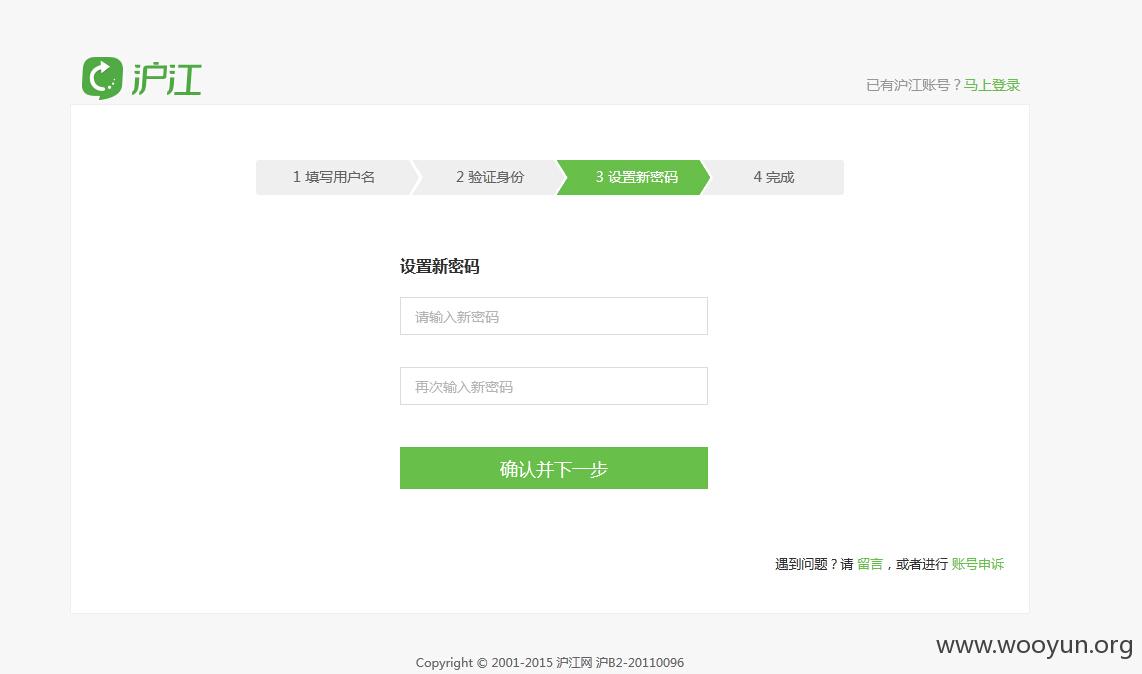 沪江
已有沪江账号？马上登录
1 填写用户名 2 验证身份 3 设置新密码 4 完成
设置新密码
请输入新密码
再次输入新密码
确认并下一步
遇到问题？请 留言，或者进行 账号申诉
www.wooyun.org
Copyright © 2001-2015 沪江网 沪B2-20110096